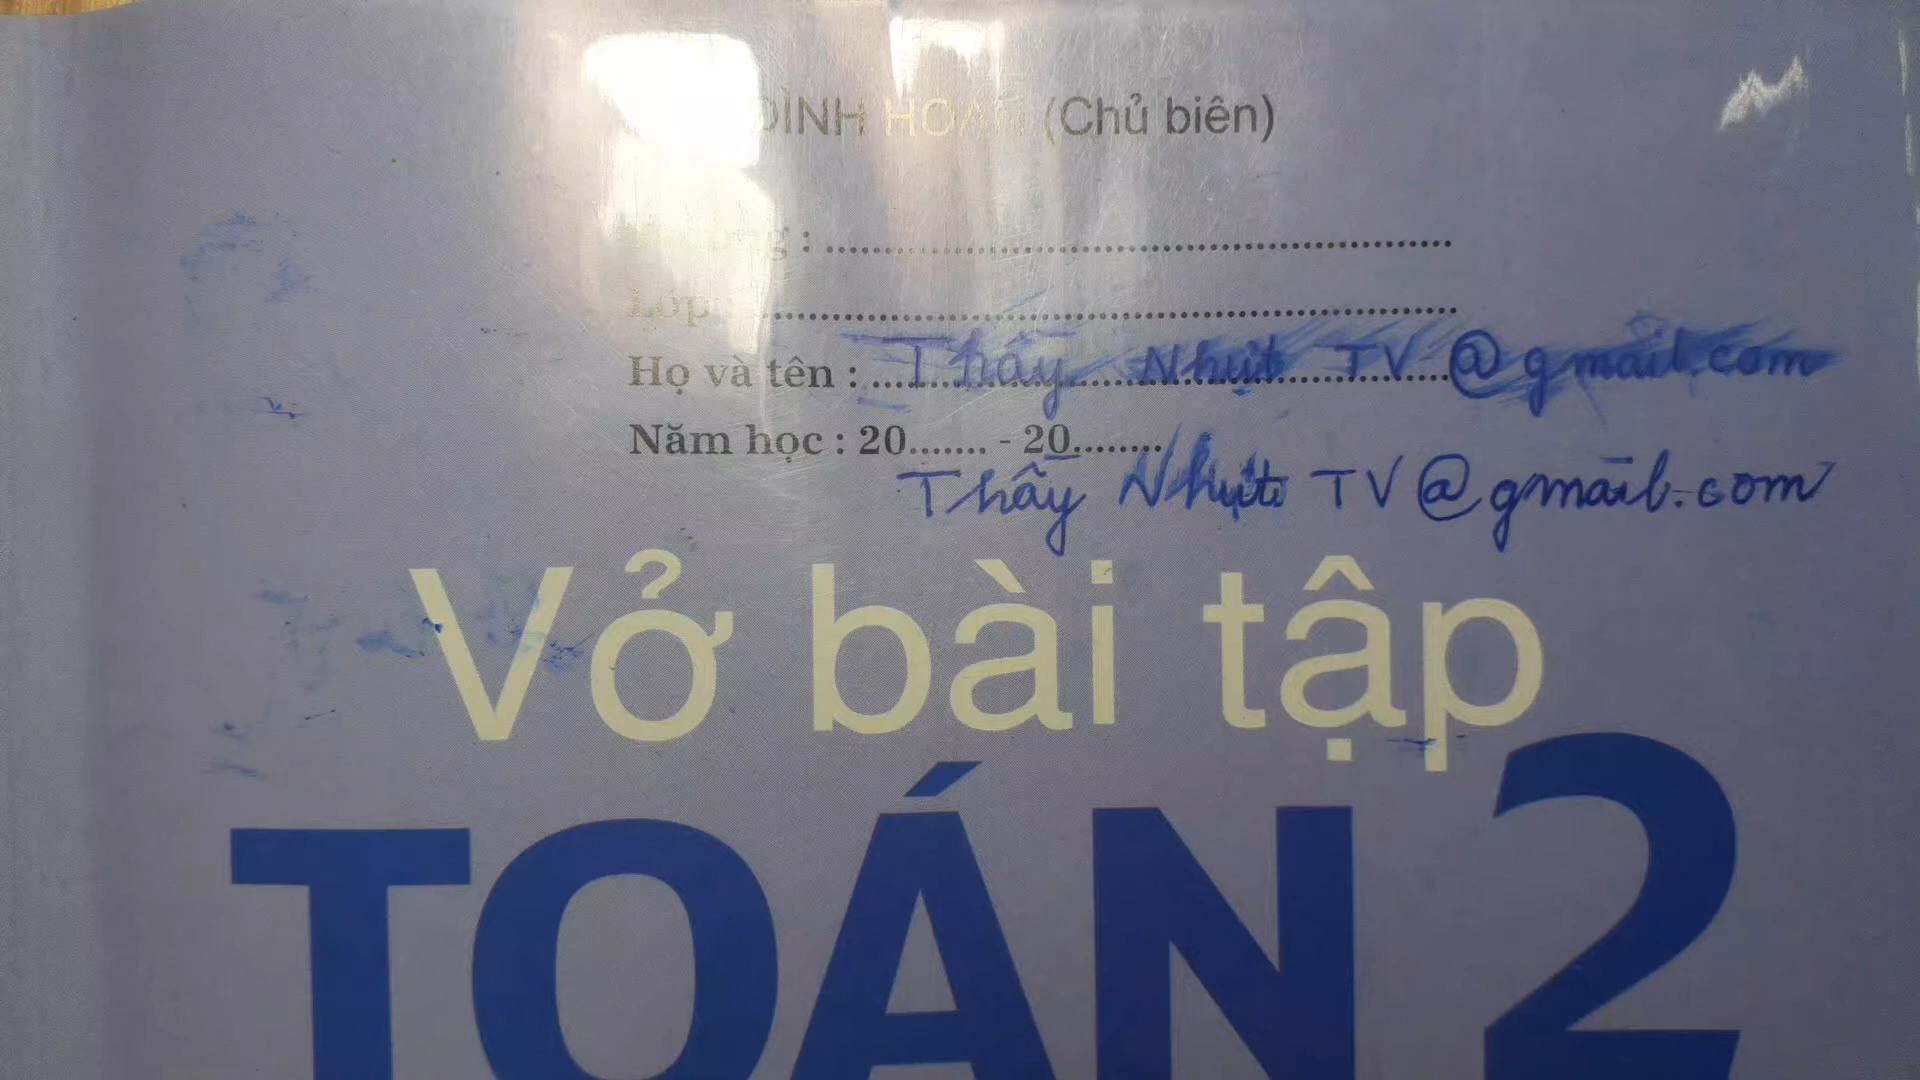 ĐÌNH HOAN (Chủ biên)
: ........................................
Lớp ........................................
Họ và tên : Thầy Nhựt TV @gmail.com
Năm học : 20....... - 20........
Thầy Nhựt TV@gmail.com
Vở bài tập
TOÁN 2